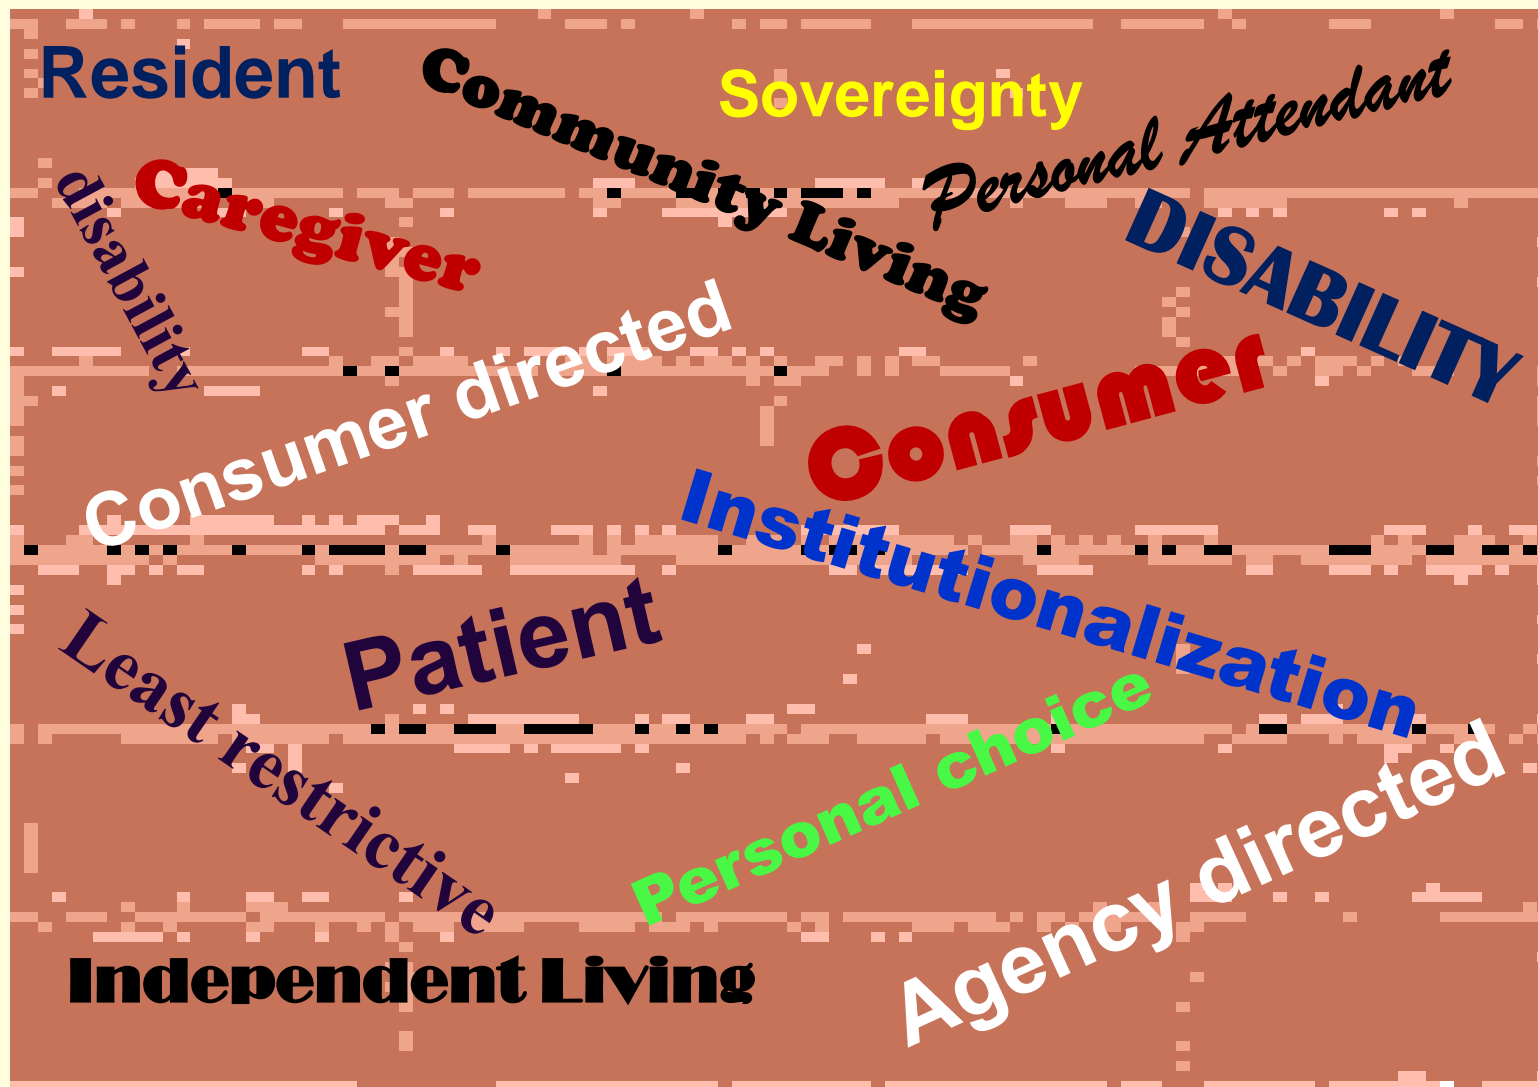 Resident
Community Living
Sovereignty
Personal Attendant
disability
Caregiver
DISABILITY
Consumer directed
Consumer
Institutionalization
Patient
Least restrictive
Personal choice
Agency directed
Independent Living